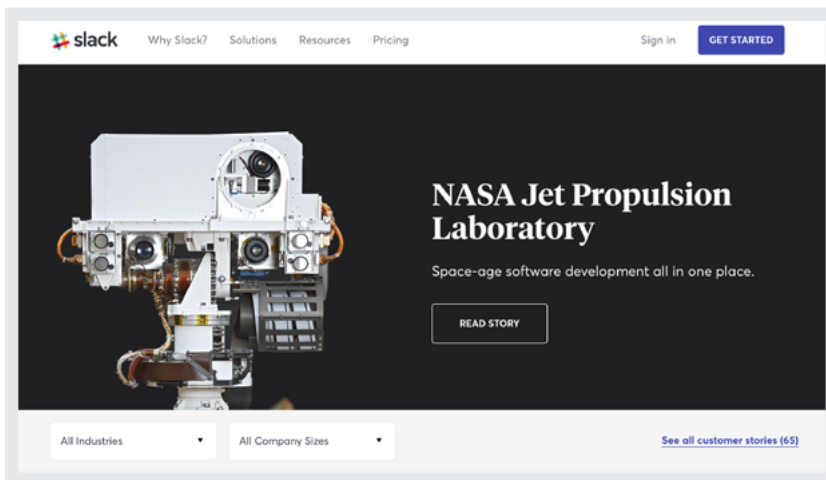 slack Why Slack? Solutions Resources Pricing Sign in GET STARTED
NASA Jet Propulsion
Laboratory
Space-age software development all in one place.
READ STORY
All Industries All Company Sizes See all customer stories (65)